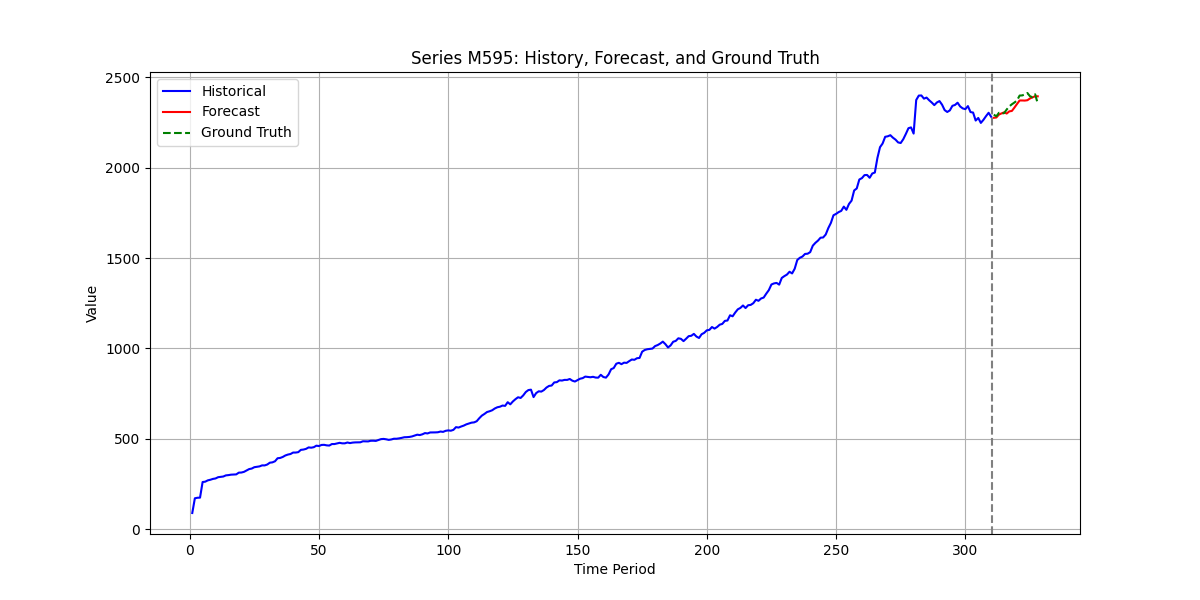 Series M595: History, Forecast, and Ground Truth
Historical
Forecast
Ground Truth
Value
2500
2000
1500
1000
500
0
0 50 100 150 200 250 300
Time Period